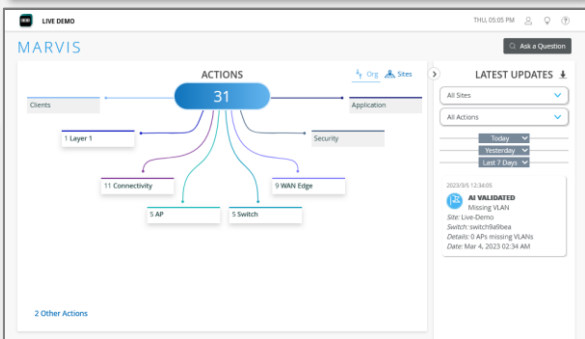 LIVE DEMO
THU, 05:05 PM
MARVIS
Ask a Question
ACTIONS
Org
Sites
31
Clients
Application
1 Layer 1
Security
11 Connectivity
9 WAN Edge
5 AP
5 Switch
2 Other Actions
LATEST UPDATES
All Sites
All Actions
Today
Yesterday
Last 7 Days
2023/3/5 12:34:05
AI VALIDATED
Missing VLAN
Site: Live-Demo
Switch: switch9a9bea
Details: 0 APs missing VLANs
Date: Mar 4, 2023 02:34 AM